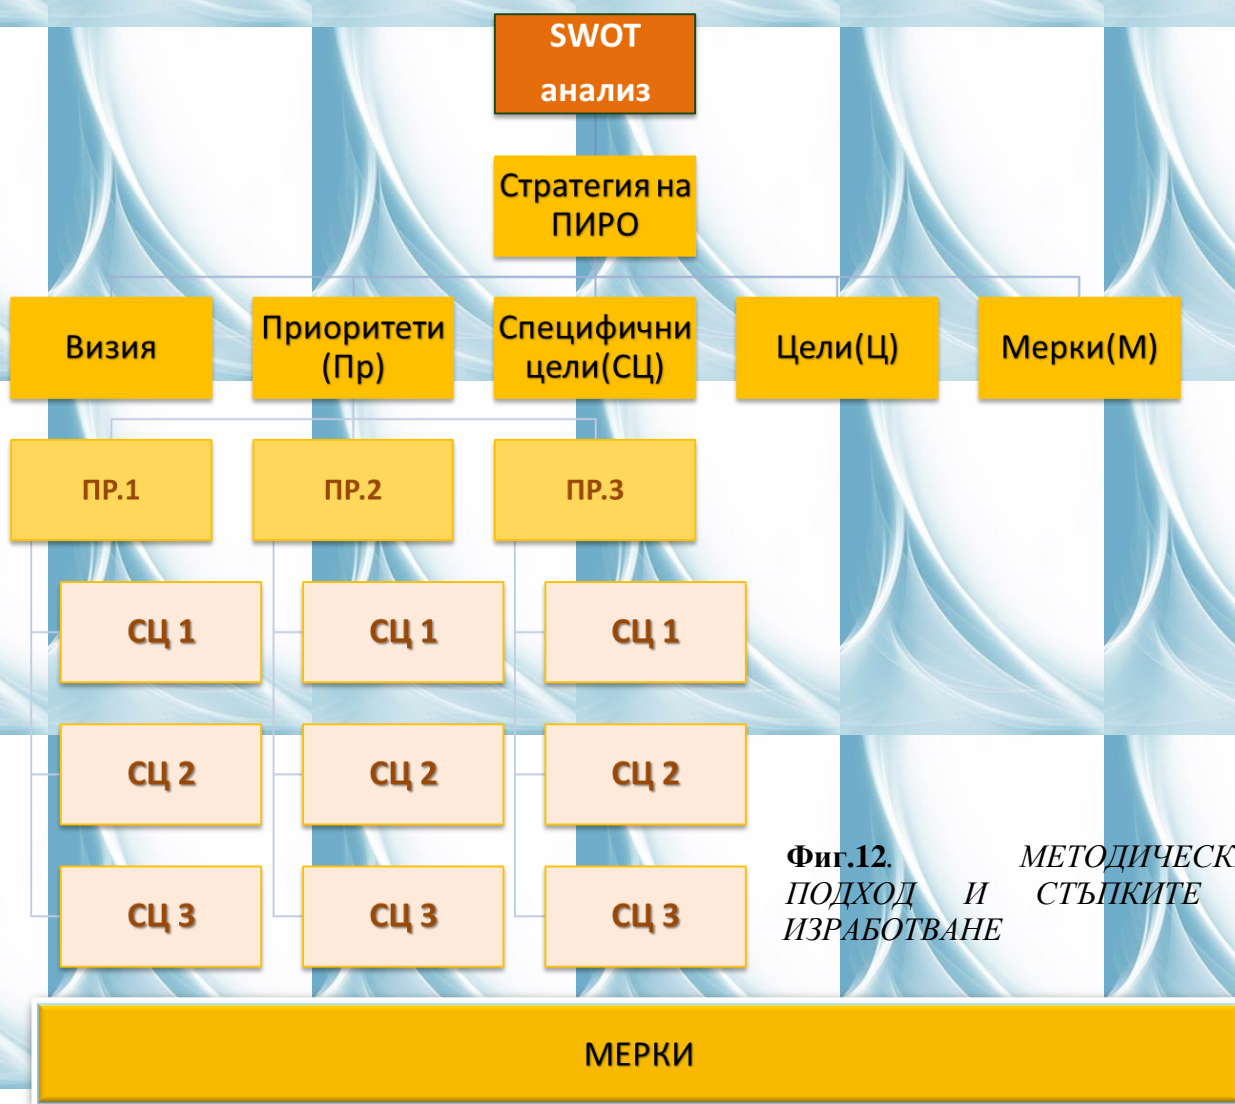 SWOT
анализ
Стратегия на
ПИРО
Визия
Приоритети
(Пр)
Специфични
цели(СЦ)
Цели(Ц)
Мерки(М)
ПР.1
ПР.2
ПР.3
СЦ 1
СЦ 1
СЦ 1
СЦ 2
СЦ 2
СЦ 2
СЦ 3
СЦ 3
СЦ 3
Фиг.12. МЕТОДИЧЕСК
ПОДХОД И СТЪПКИТЕ
ИЗРАБОТВАНЕ
МЕРКИ